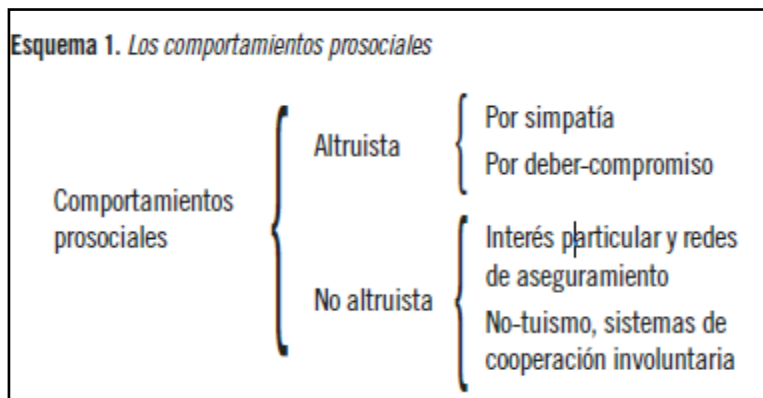 Esquema 1. Los comportamientos prosociales
Comportamientos
prosociales
Altruista
Por simpatía
Por deber-compromiso
No altruista
Interés particular y redes
de aseguramiento
No-tuismo, sistemas de
cooperación involuntaria